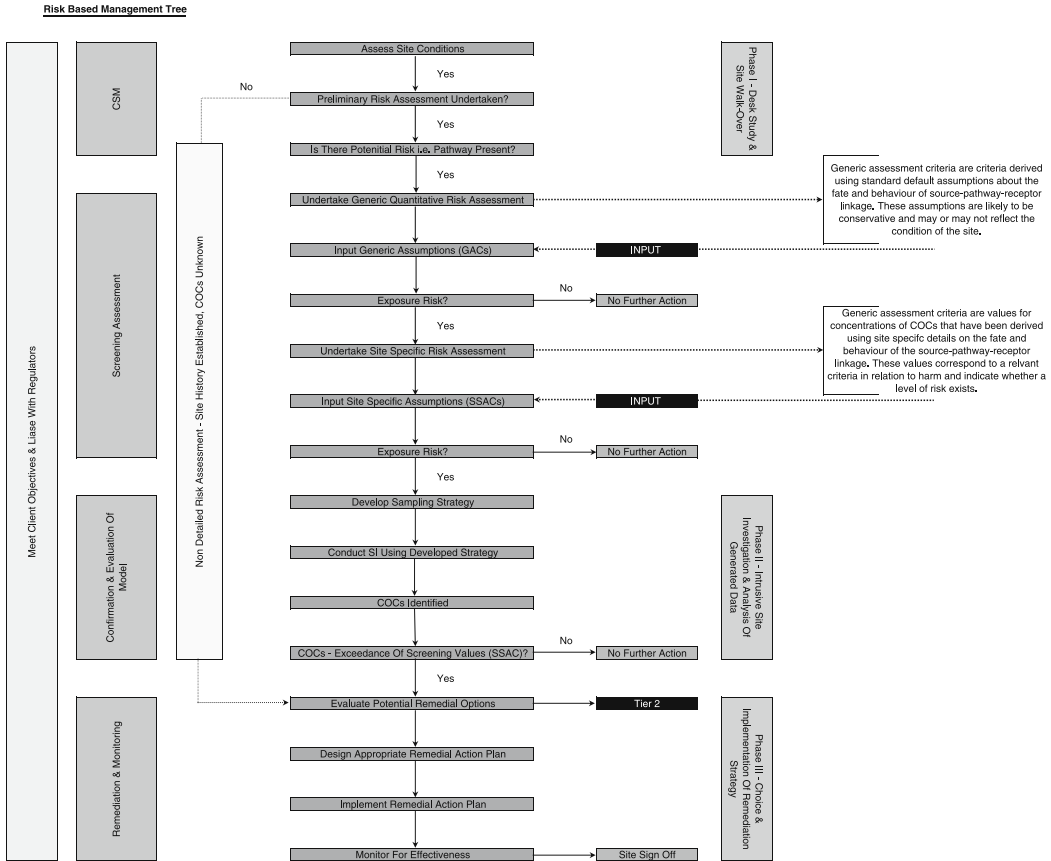 Risk Based Management Tree
Meet Client Objectives & Liase With Regulators
CSM
Screening Assessment
Confirmation & Evaluation Of
Model
Remediation & Monitoring
No
Non Detailed Risk Assessment - Site History Established, COCs Unknown
Assess Site Conditions
Yes
Preliminary Risk Assessment Undertaken?
Yes
Is There Potenitial Risk i.e. Pathway Present?
Yes
Undertake Generic Quantitative Risk Assessment
Input Generic Assumptions (GACs)
INPUT
Exposure Risk?
No
No Further Action
Yes
Undertake Site Specific Risk Assessment
Input Site Specific Assumptions (SSACs)
INPUT
Exposure Risk?
No
No Further Action
Yes
Develop Sampling Strategy
Conduct SI Using Developed Strategy
COCs Identified
COCs - Exceedance Of Screening Values (SSAC)?
No
No Further Action
Yes
Evaluate Potential Remedial Options
Tier 2
Design Appropriate Remedial Action Plan
Implement Remedial Action Plan
Monitor For Effectiveness
Site Sign Off
Phase I - Desk Study &
Site Walk-Over
Phase II - Intrusive Site
Investigation & Analysis Of
Generated Data
Phase III - Choice &
Implementation Of Remediation
Strategy
Generic assessment criteria are criteria derived
using standard default assumptions about the
fate and behaviour of source-pathway-receptor
linkage. These assumptions are likely to be
conservative and may or may not reflect the
condition of the site.
Generic assessment criteria are values for
concentrations of COCs that have been derived
using site specifc details on the fate and
behaviour of the source-pathway-receptor
linkage. These values correspond to a relvant
criteria in relation to harm and indicate whether a
level of risk exists.